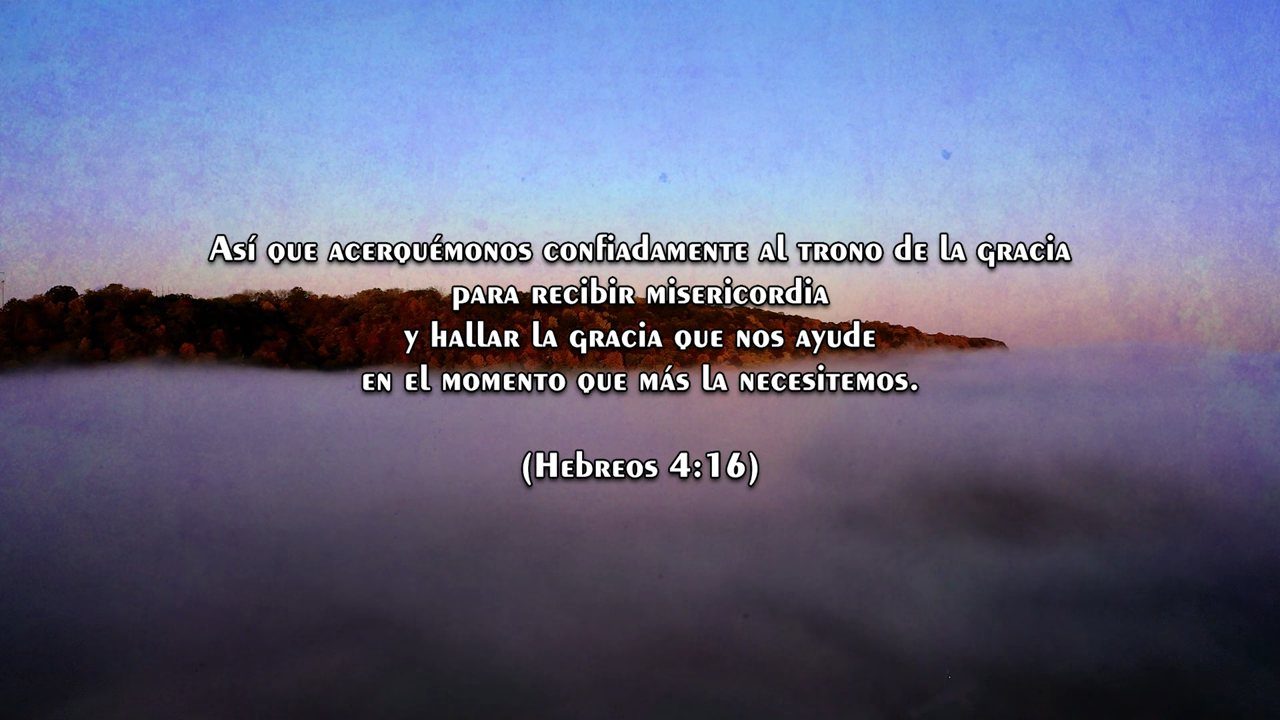 Así que acerquémonos confiadamente al trono de la gracia
para recibir misericordia
y hallar la gracia que nos ayude
en el momento que más la necesitemos.
(Hebreos 4:16)